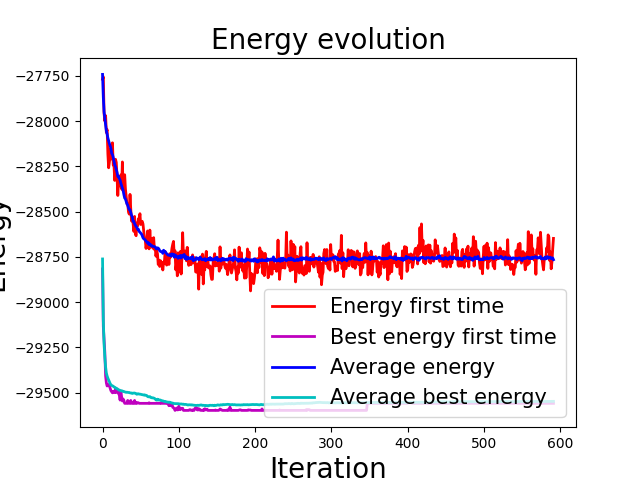 Energy evolution
Energy
−27750
−28000
−28250
−28500
−28750
−29000
−29250
−29500
Energy first time
Best energy first time
Average energy
Average best energy
0 100 200 300 400 500 600
Iteration